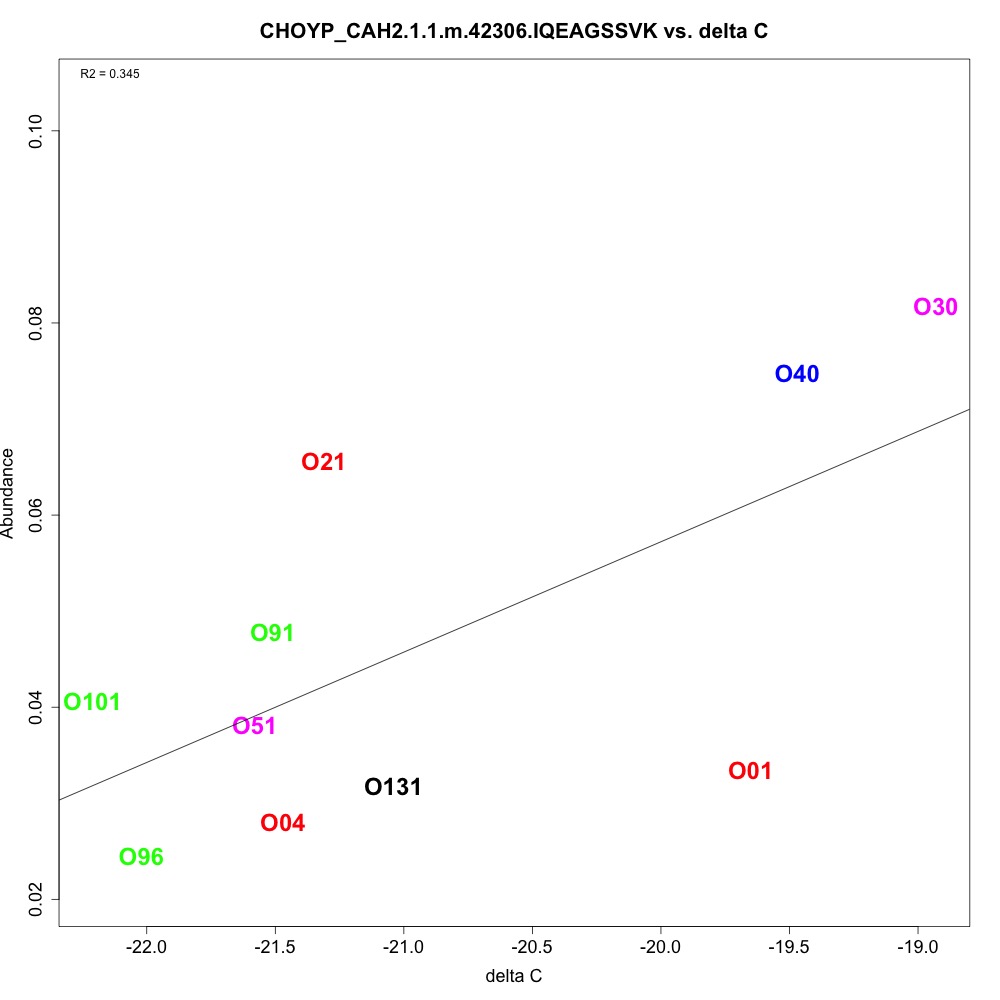 CHOYP_CAH2.1.1.m.42306.IQEAGSSVK vs. delta C
R2 = 0.345
0.10
0.08
0.06
0.04
0.02
Abundance
O30
O40
O21
O91
O101
O51
O01
O131
O04
O96
-22.0 -21.5 -21.0 -20.5 -20.0 -19.5 -19.0
delta C